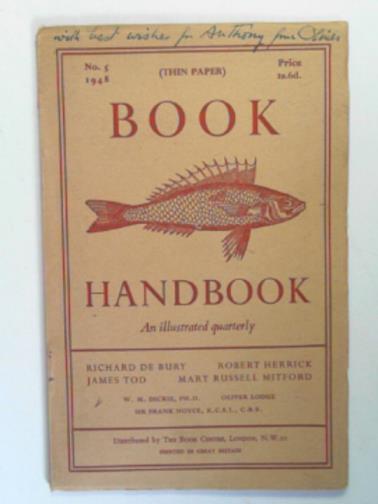 with best wishes for Anthony from Oliver
No. 5
1948
(THIN PAPER)
Price
2s.6d.
BOOK
HANDBOOK
An illustrated quarterly
RICHARD DE BURY ROBERT HERRICK
JAMES TOD MARY RUSSELL MITFORD
W. M. DICKIE, PH.D. OLIVER LODGE
SIR FRANK NOYCE, K.C.S.I., C.B.E.
Distributed by THE BOOK CENTRE, LONDON, N.W.10
PRINTED IN GREAT BRITAIN